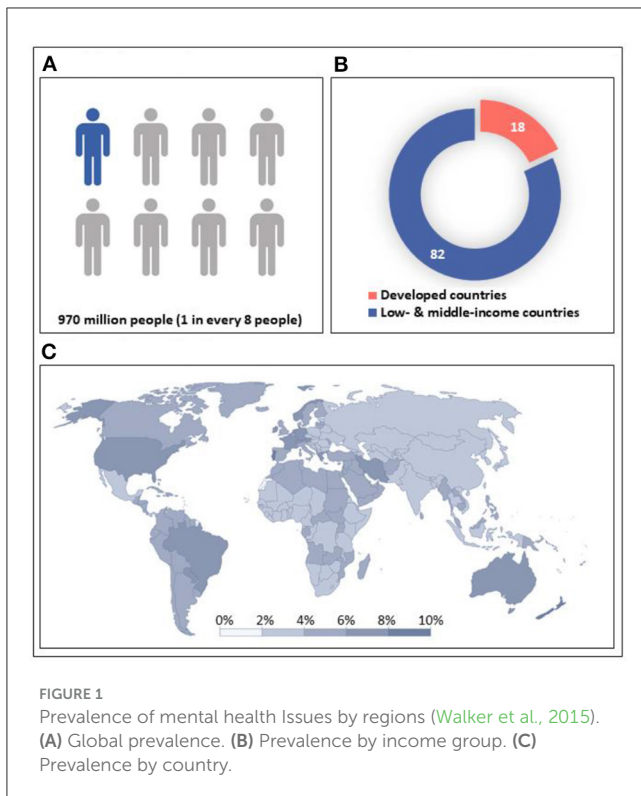 A
B
18
82
Developed countries
970 million people (1 in every 8 people)
Low- & middle-income countries
C
0% 2% 4% 6% 8% 10%
FIGURE 1
Prevalence of mental health Issues by regions (Walker et al., 2015).
(A) Global prevalence. (B) Prevalence by income group. (C)
Prevalence by country.